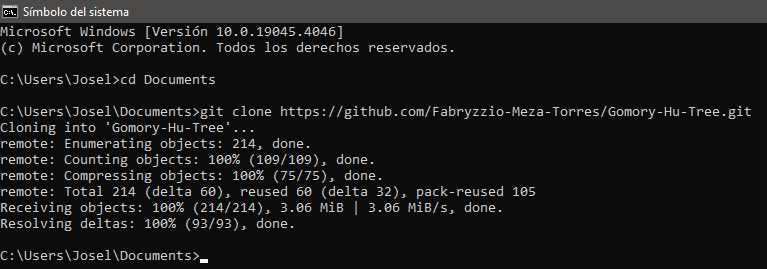 Símbolo del sistema
Microsoft Windows [Versión 10.0.19045.4046]
(c) Microsoft Corporation. Todos los derechos reservados.
C:\Users\Josel>cd Documents
C:\Users\Josel\Documents>git clone https://github.com/Fabryzzio-Meza-Torres/Gomory-Hu-Tree.git
Cloning into 'Gomory-Hu-Tree'...
remote: Enumerating objects: 214, done.
remote: Counting objects: 100% (109/109), done.
remote: Compressing objects: 100% (75/75), done.
remote: Total 214 (delta 60), reused 60 (delta 32), pack-reused 105
Receiving objects: 100% (214/214), 3.06 MiB | 3.06 MiB/s, done.
Resolving deltas: 100% (93/93), done.
C:\Users\Josel\Documents>